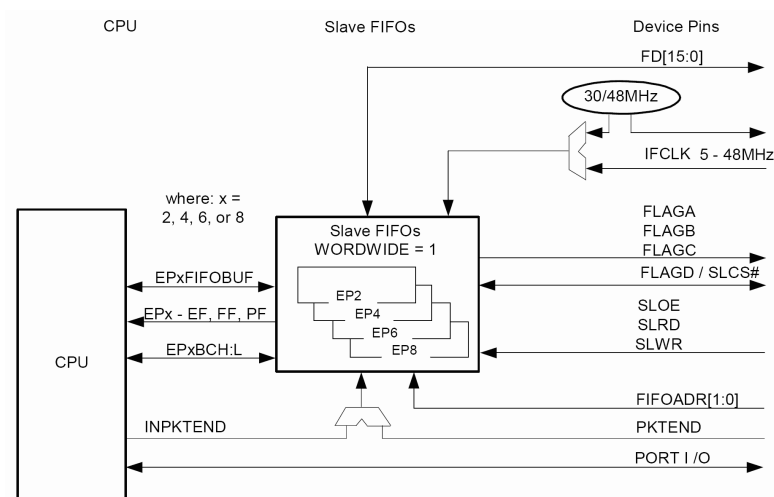 CPU
Slave FIFOs
Device Pins
FD[15:0]
30/48MHz
IFCLK 5 - 48MHz
where: x =
2, 4, 6, or 8
Slave FIFOs
WORDWIDE = 1
FLAGA
FLAGB
FLAGC
FLAGD / SLCS#
EPxFIFOBUF
EP2
EPx - EF, FF, PF
EP4
SLOE
EP6
SLRD
EPxBCH:L
EP8
SLWR
CPU
FIFOADR[1:0]
INPKTEND
PKTEND
PORT I /O